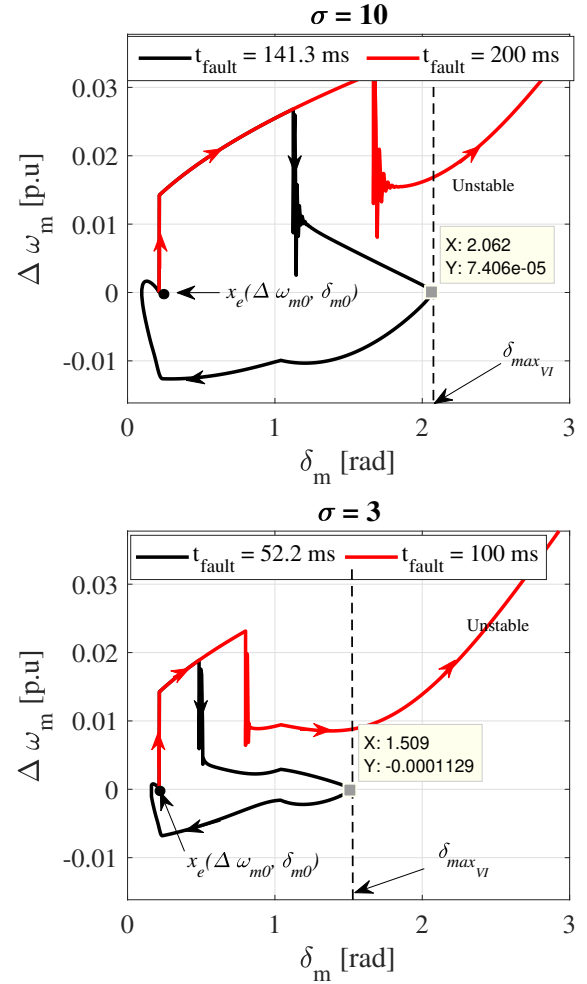 σ = 10
t_fault = 141.3 ms t_fault = 200 ms
0.03
0.02
0.01
0
-0.01
Δ ω_m [p.u]
Unstable
X: 2.062
Y: 7.406e-05
x_e(Δ ω_m0, δ_m0)
δ_max_VI
0 1 2 3
δ_m [rad]
σ = 3
t_fault = 52.2 ms t_fault = 100 ms
0.03
0.02
0.01
0
-0.01
Δ ω_m [p.u]
Unstable
X: 1.509
Y: -0.0001129
x_e(Δ ω_m0, δ_m0)
δ_max_VI
0 1 2 3
δ_m [rad]